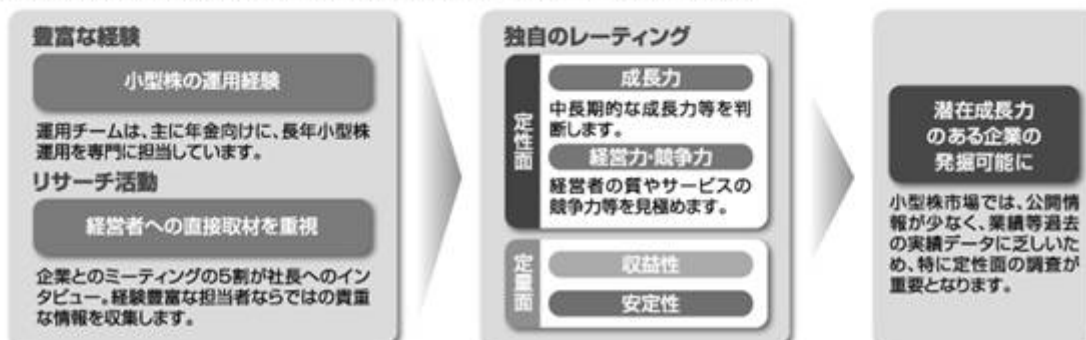 豊富な経験
小型株の運用経験
運用チームは、主に年金向けに、長年小型株
運用を専門に担当しています。
リサーチ活動
経営者への直接取材を重視
企業とのミーティングの5割が社長へのイン
タビュー。経験豊富な担当者ならではの貴重
な情報を収集します。
独自のレーティング
定性面
成長力
中長期的な成長力等を判
断します。
経営力・競争力
経営者の質やサービスの
競争力等を見極めます。
定量面
収益性
安定性
潜在成長力
のある企業の
発掘可能に
小型株市場では、公開情
報が少なく、業績等過去
の実績データに乏しいた
め、特に定性面の調査が
重要となります。